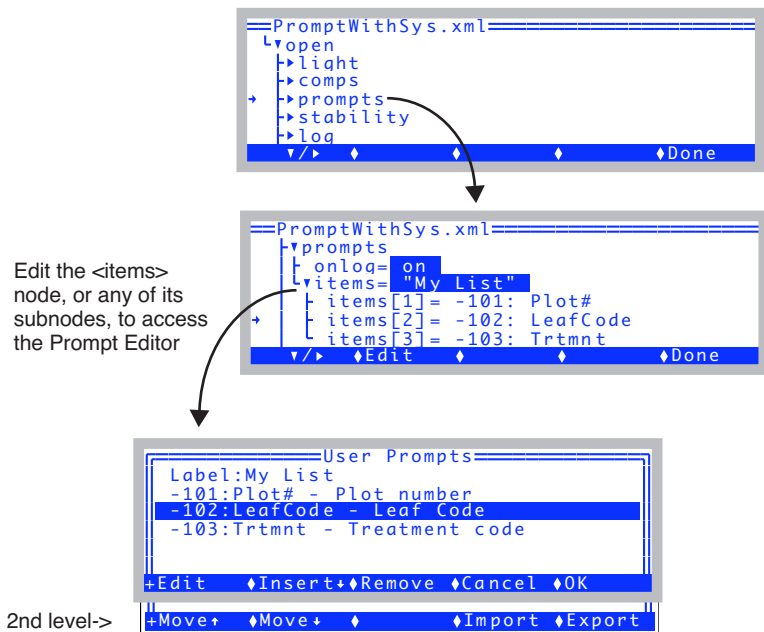 PromptWithSys.xml
open
light
comps
prompts
stability
log
Done
PromptWithSys.xml
prompts
onlog= on
items= "My List"
items[1]= -101: Plot#
items[2]= -102: LeafCode
items[3]= -103: Trtmnt
Edit Done
Edit the <items>
node, or any of its
subnodes, to access
the Prompt Editor
User Prompts
Label:My List
-101:Plot# - Plot number
-102:LeafCode - Leaf Code
-103:Trtmnt - Treatment code
+Edit Insert Remove Cancel OK
2nd level-> +Move Move Import Export